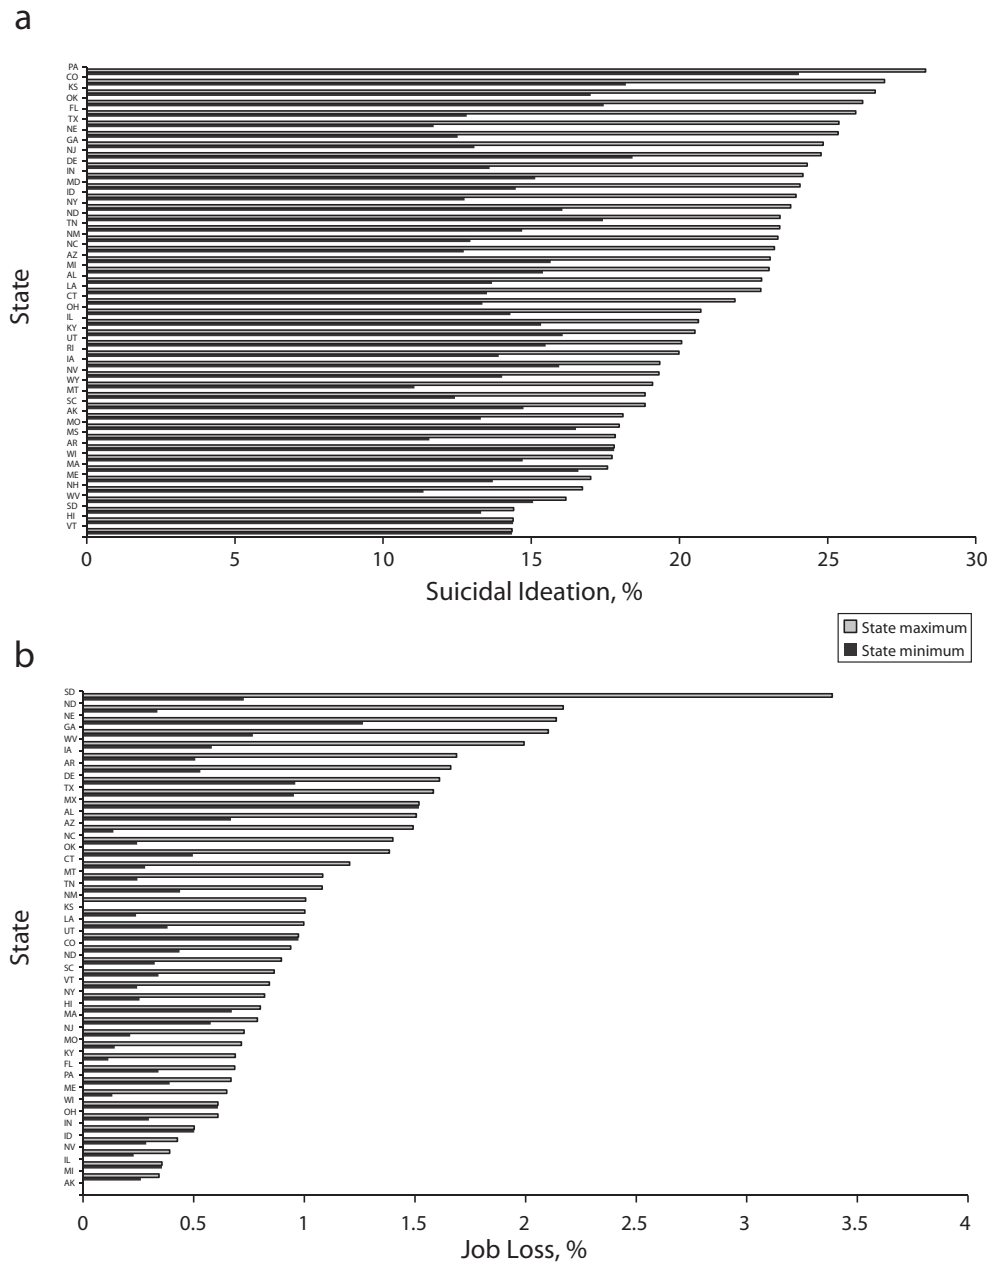 a
PA
CO
KS
OK
FL
TX
NE
GA
NJ
DE
IN
MD
ID
NY
ND
TN
NM
NC
AZ
MI
AL
LA
CT
OH
IL
KY
UT
RI
IA
NV
WY
MT
SC
AK
MO
MS
AR
WI
MA
ME
NH
WV
SD
HI
VT
State
0 5 10 15 20 25 30
Suicidal Ideation, %
State maximum
State minimum
b
SD
ND
NE
GA
WV
IA
AR
DE
TX
MX
AL
AZ
NC
OK
CT
MT
TN
NM
KS
LA
UT
CO
ND
SC
VT
NY
HI
MA
NJ
MO
KY
FL
PA
ME
WI
OH
IN
ID
NV
IL
MI
AK
State
0 0.5 1 1.5 2 2.5 3 3.5 4
Job Loss, %